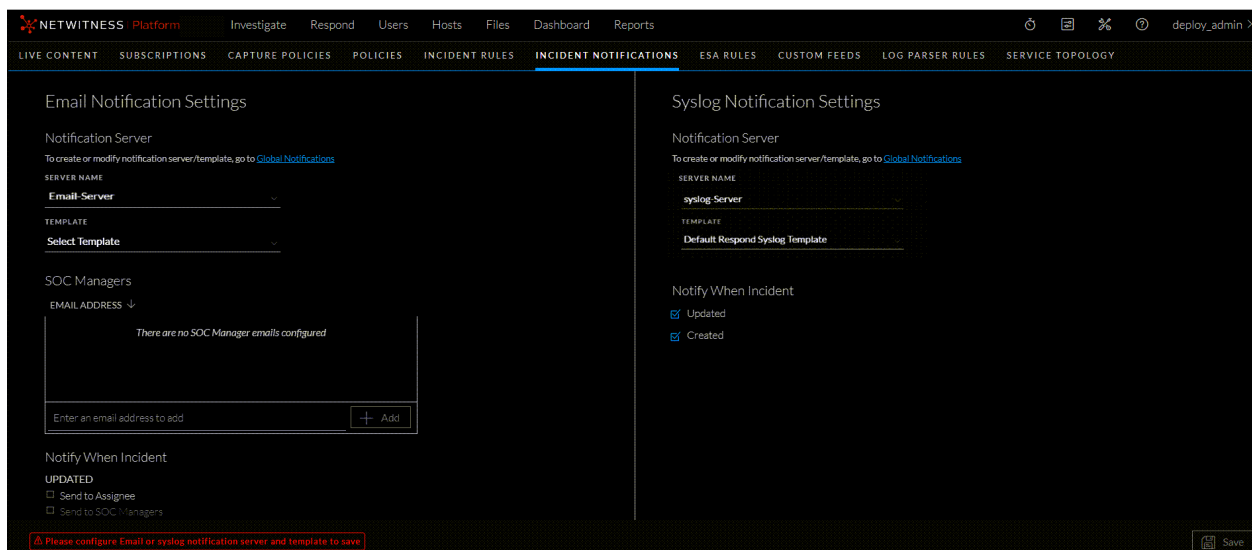 NETWITNESS Platform Investigate Respond Users Hosts Files Dashboard Reports deploy_admin
LIVE CONTENT SUBSCRIPTIONS CAPTURE POLICIES POLICIES INCIDENT RULES INCIDENT NOTIFICATIONS ESA RULES CUSTOM FEEDS LOG PARSER RULES SERVICE TOPOLOGY
Email Notification Settings
Notification Server
To create or modify notification server/template, go to Global Notifications
SERVER NAME
Email-Server
TEMPLATE
Select Template
SOC Managers
EMAIL ADDRESS
There are no SOC Manager emails configured
Enter an email address to add
Add
Notify When Incident
UPDATED
Send to Assignee
Send to SOC Managers
Syslog Notification Settings
Notification Server
To create or modify notification server/template, go to Global Notifications
SERVER NAME
syslog-Server
TEMPLATE
Default Respond Syslog Template
Notify When Incident
Updated
Created
Please configure Email or syslog notification server and template to save
Save